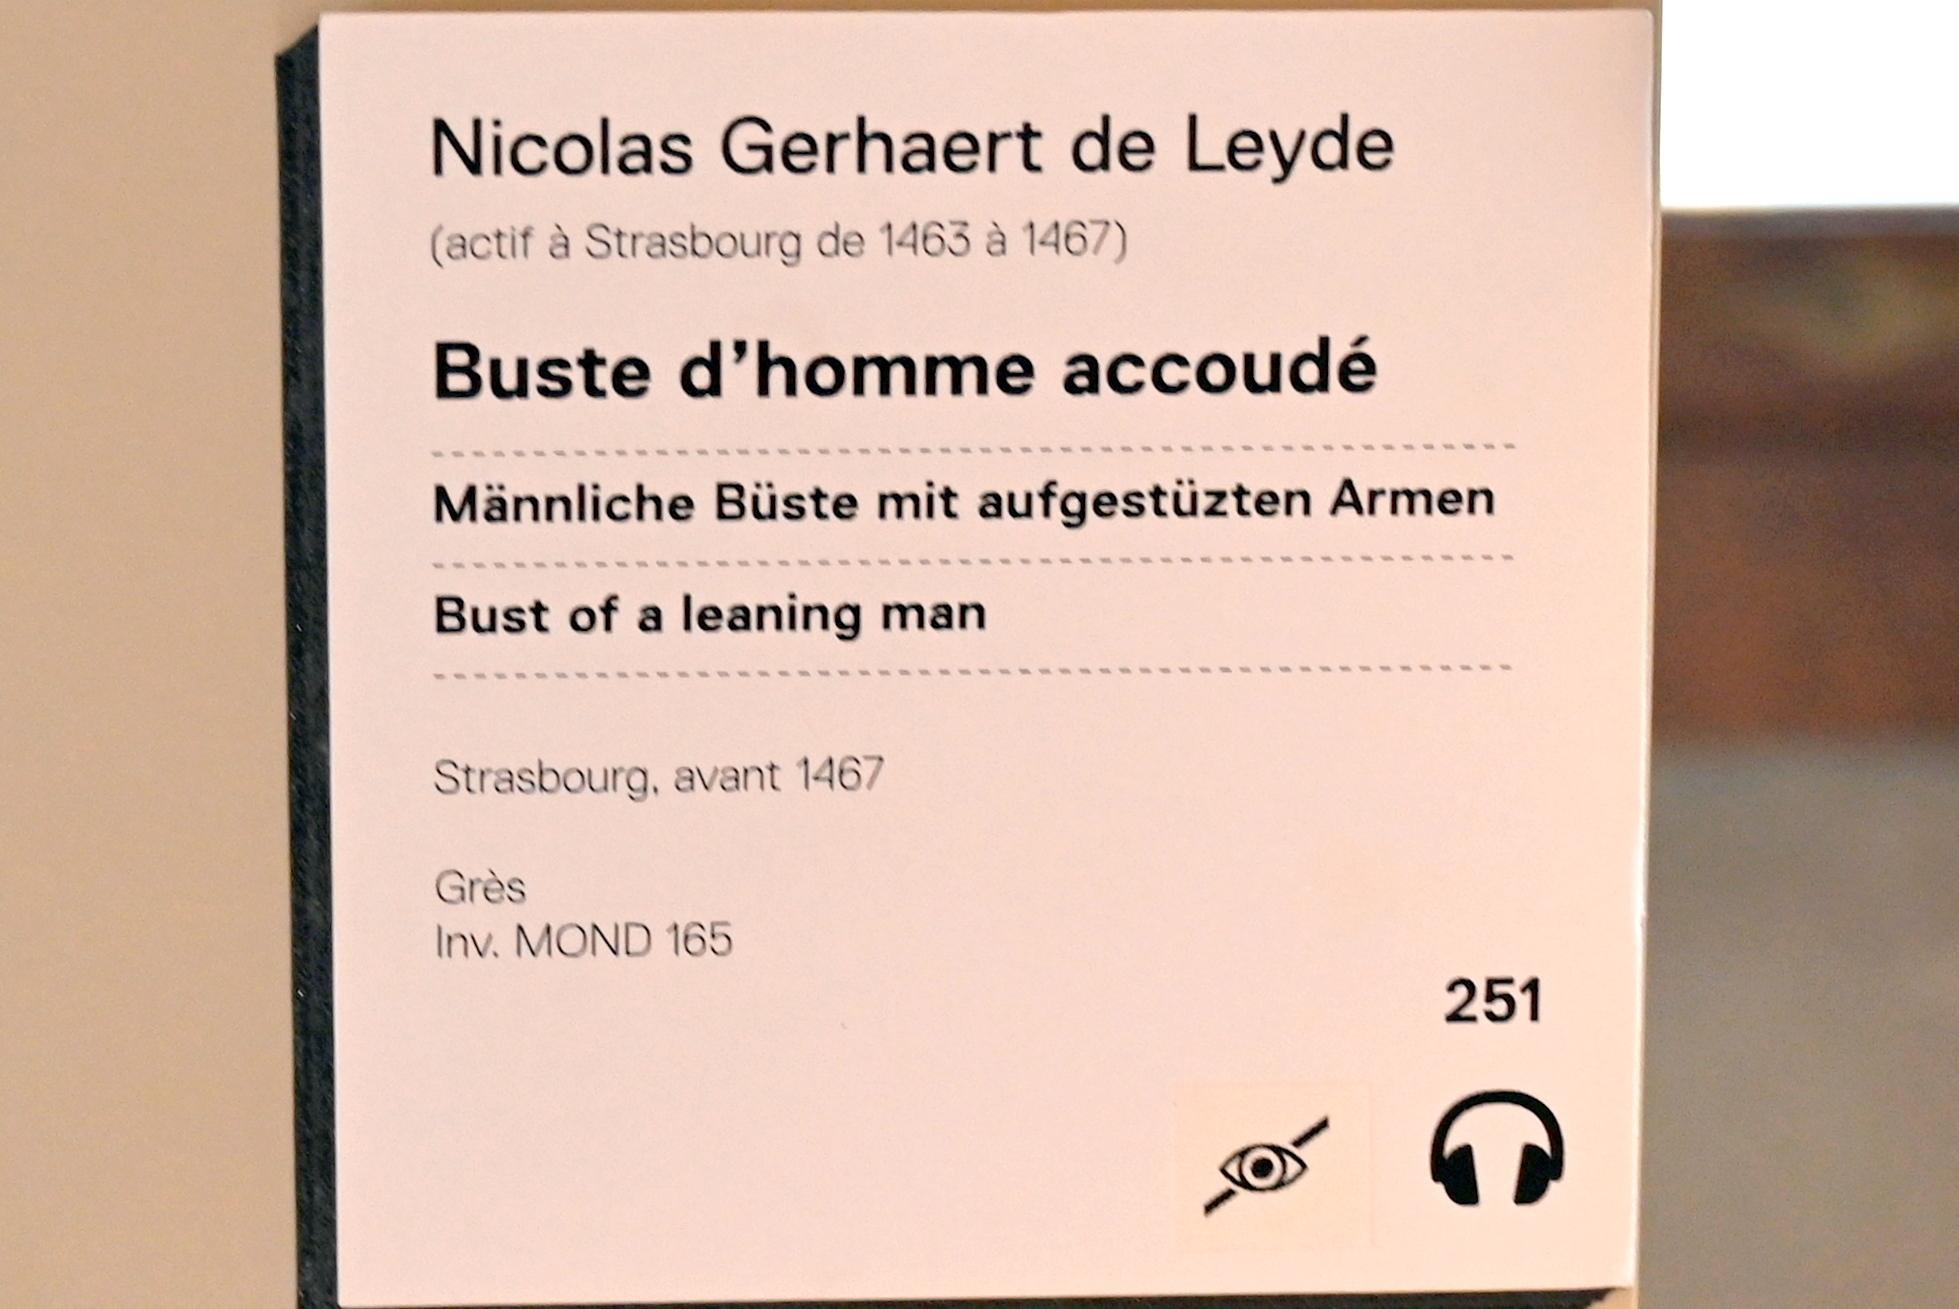 Nicolas Gerhaert de Leyde
(actif à Strasbourg de 1463 à 1467)
Buste d’homme accoudé
Männliche Büste mit aufgestüzten Armen
Bust of a leaning man
Strasbourg, avant 1467
Grès
Inv. MOND 165
251